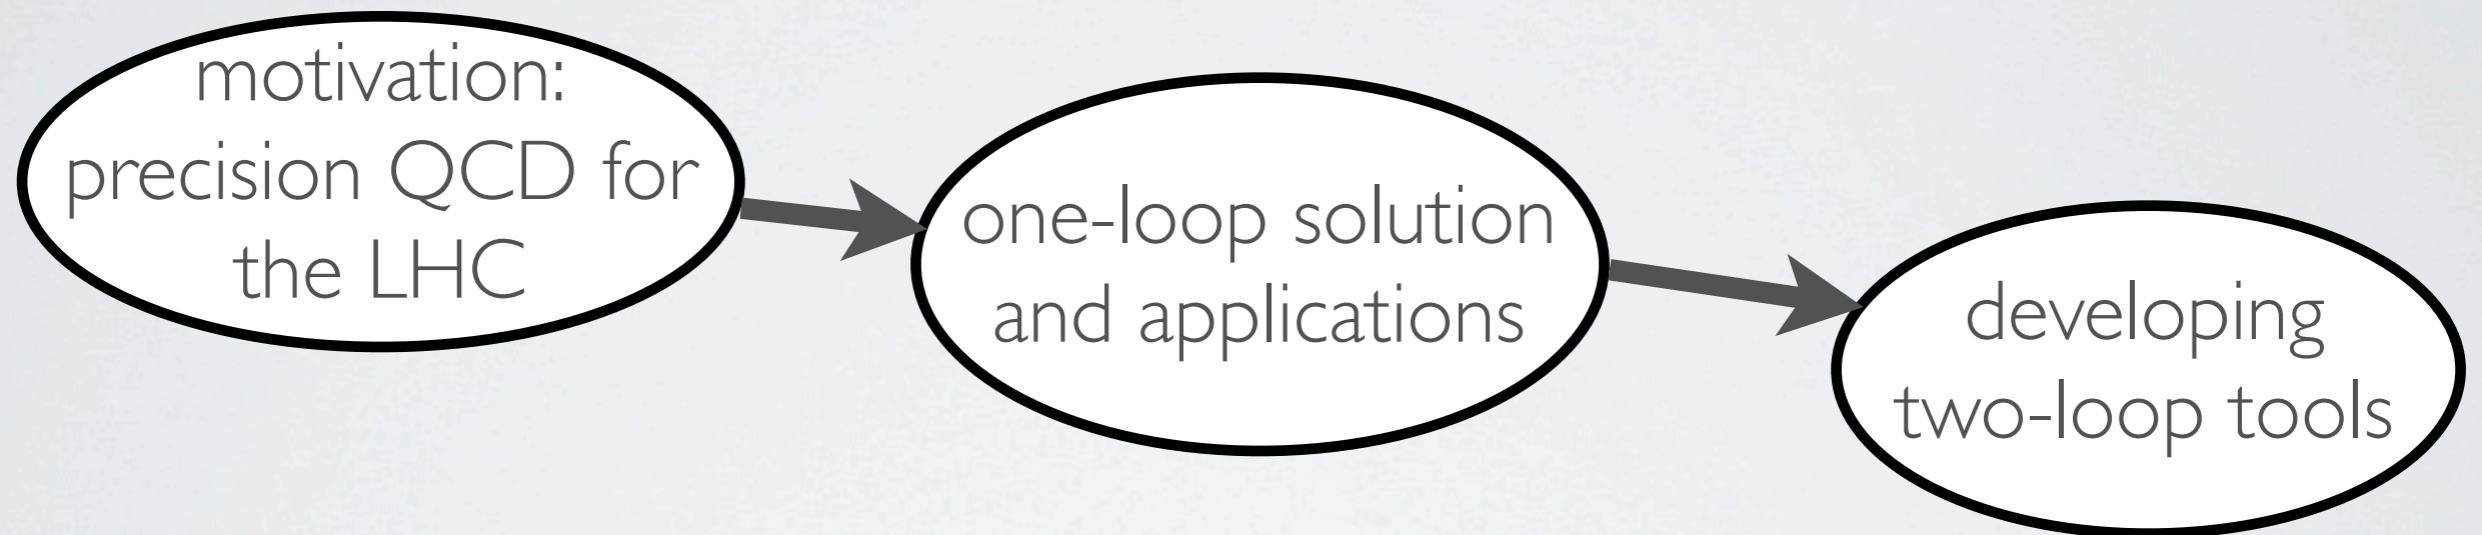 motivation:
precision QCD for
the LHC
one-loop solution
and applications
developing
two-loop tools